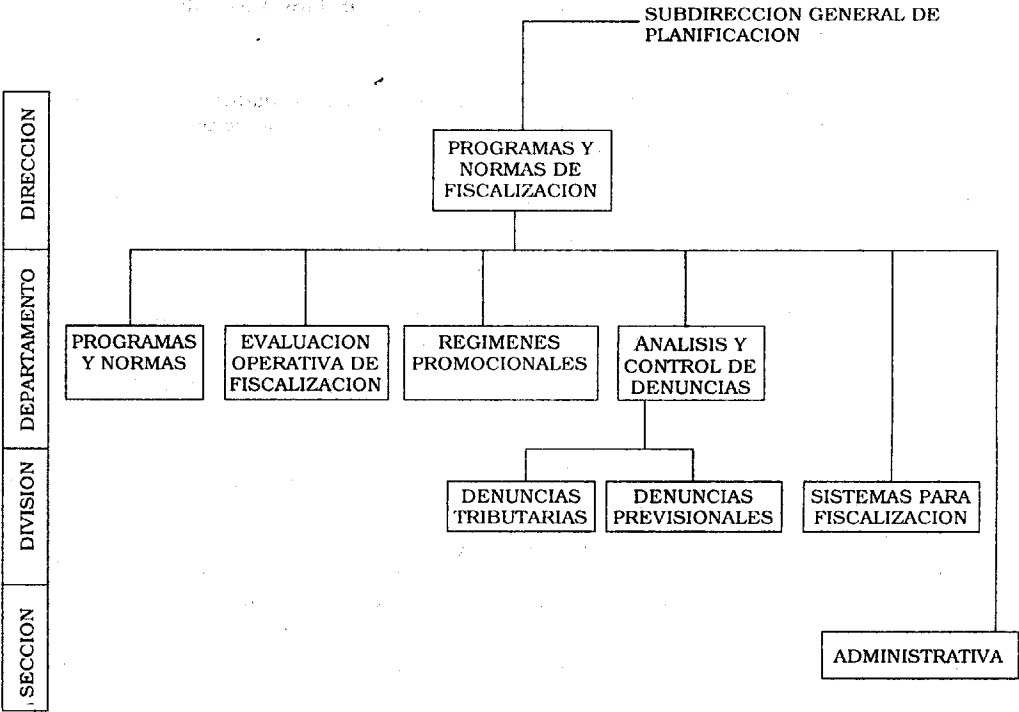 SUBDIRECCION GENERAL DE
PLANIFICACION
DIRECCION
PROGRAMAS Y
NORMAS DE
FISCALIZACION
DEPARTAMENTO
PROGRAMAS
Y NORMAS
EVALUACION
OPERATIVA DE
FISCALIZACION
REGIMENES
PROMOCIONALES
ANALISIS Y
CONTROL DE
DENUNCIAS
DIVISION
DENUNCIAS
TRIBUTARIAS
DENUNCIAS
PREVISIONALES
SISTEMAS PARA
FISCALIZACION
SECCION
ADMINISTRATIVA